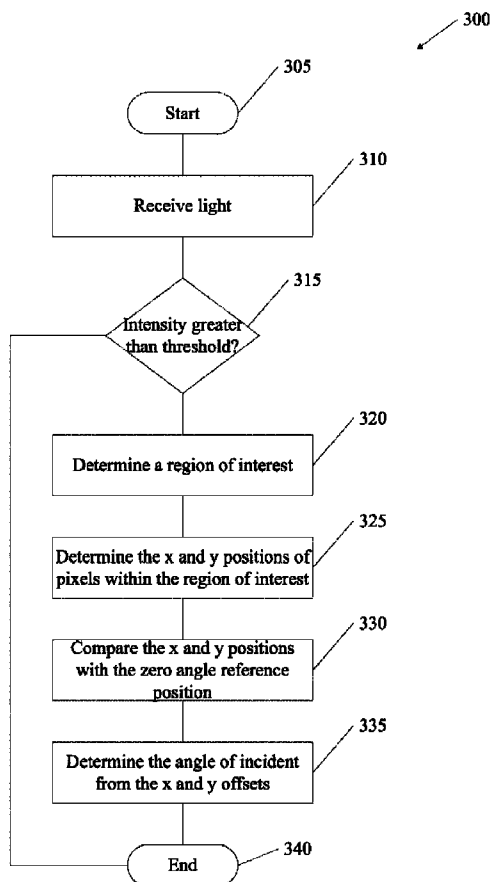 300
305
Start
310
Receive light
315
Intensity greater
than threshold?
320
Determine a region of interest
325
Determine the x and y positions of
pixels within the region of interest
330
Compare the x and y positions
with the zero angle reference
position
335
Determine the angle of incident
from the x and y offsets
End
340